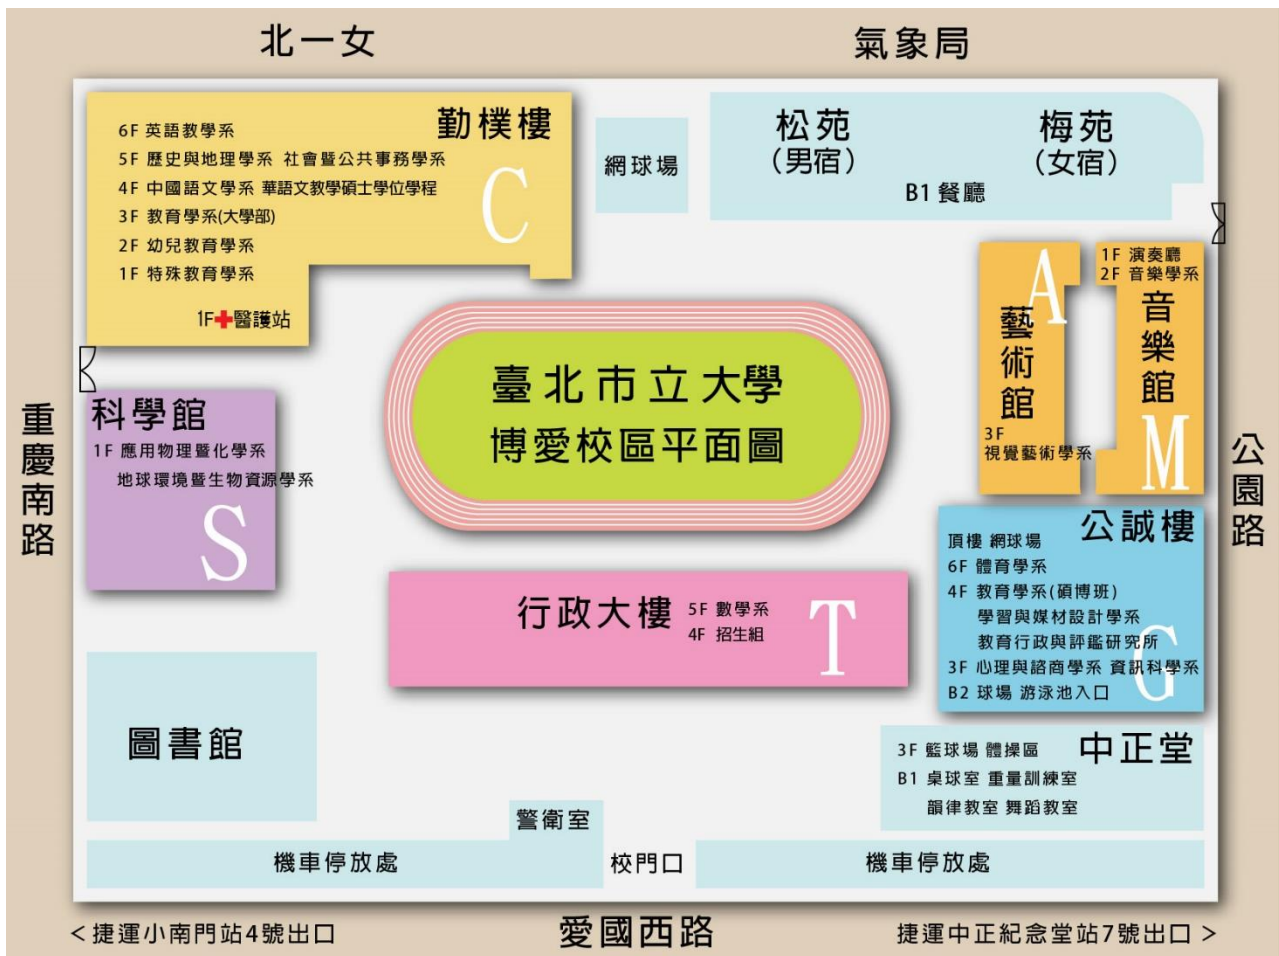 北一女
氣象局
勤樸樓
6F 英語教學系
5F 歷史與地理學系 社會暨公共事務學系
4F 中國語文學系 華語文教學碩士學位學程
3F 教育學系(大學部)
2F 幼兒教育學系
1F 特殊教育學系
1F✚醫護站
C
網球場
松苑
(男宿)
梅苑
(女宿)
B1 餐廳
A
藝術館
3F
視覺藝術學系
1F 演奏廳
2F 音樂學系
音樂館
M
臺北市立大學
博愛校區平面圖
重慶南路
科學館
1F 應用物理暨化學系
地球環境暨生物資源學系
S
公園路
公誠樓
頂樓 網球場
6F 體育學系
4F 教育學系(碩博班)
學習與媒材設計學系
教育行政與評鑑研究所
3F 心理與諮商學系 資訊科學系
B2 球場 游泳池入口
G
行政大樓
5F 數學系
4F 招生組
T
圖書館
中正堂
3F 籃球場 體操區
B1 桌球室 重量訓練室
韻律教室 舞蹈教室
警衛室
機車停放處
校門口
機車停放處
<捷運小南門站4號出口
愛國西路
捷運中正紀念堂站7號出口>